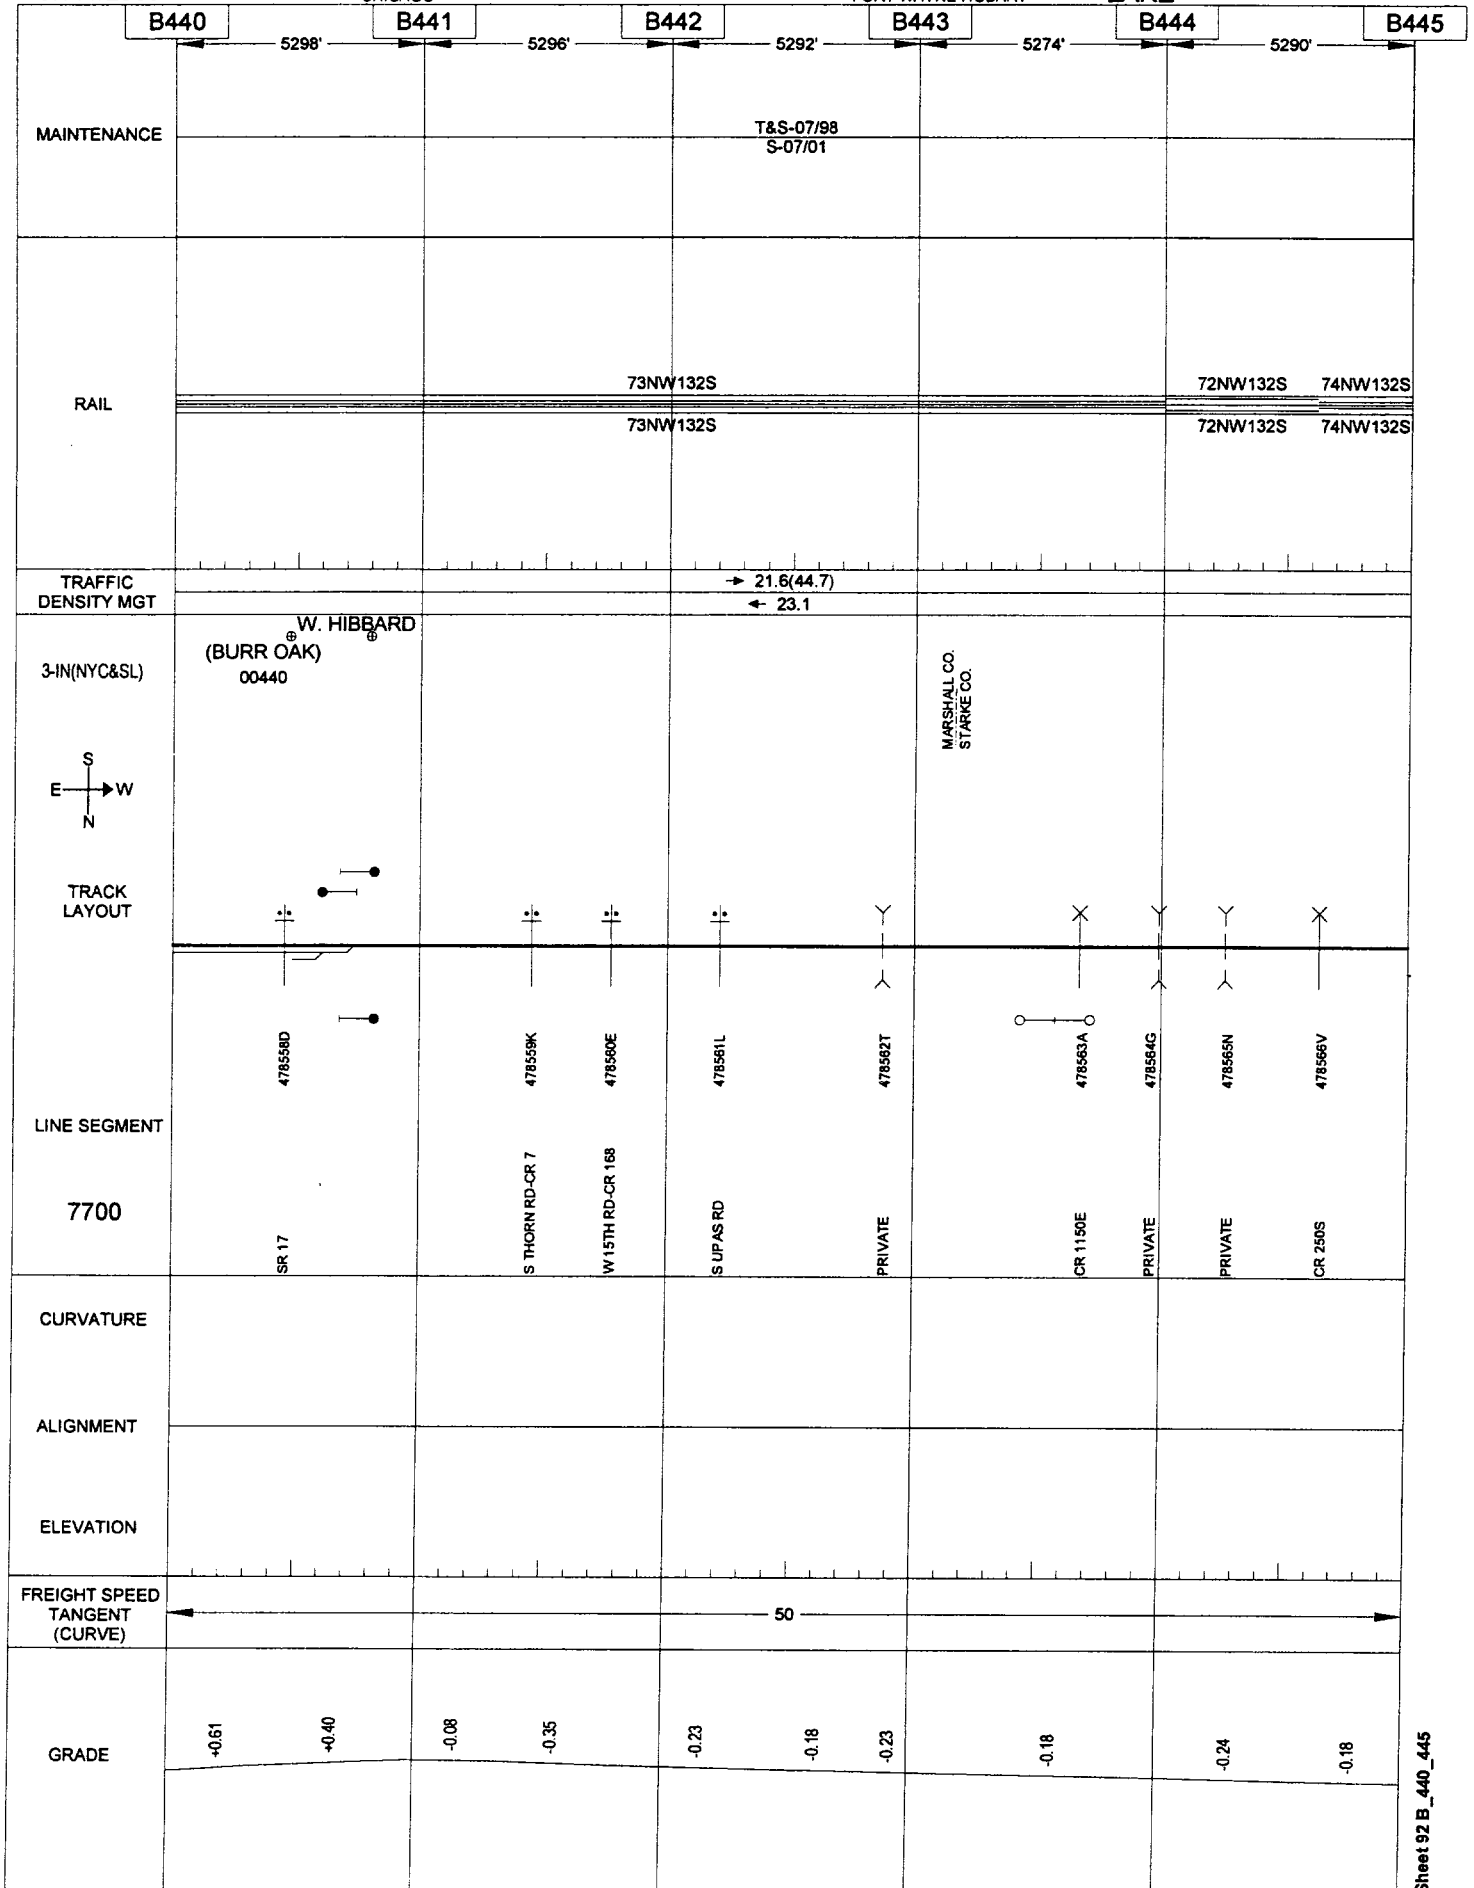 B440 B441 B442 B443 B444 B445
5298' 5296' 5292' 5274' 5290'
MAINTENANCE
T&S-07/98
S-07/01
RAIL
73NW132S 72NW132S 74NW132S
73NW132S 72NW132S 74NW132S
TRAFFIC
DENSITY MGT
21.6(44.7)
23.1
W. HIBBARD
(BURR OAK)
00440
3-IN(NYC&SL)
MARSHALL CO.
STARKE CO.
S
E W
N
TRACK
LAYOUT
478558D
478559K
478560E
478561L
478562T
478563A
478564G
478565N
478566V
LINE SEGMENT
7700
SR 17
S THORN RD-CR 7
W 15TH RD-CR 168
S UPAS RD
PRIVATE
CR 1150E
PRIVATE
PRIVATE
CR 250S
CURVATURE
ALIGNMENT
ELEVATION
FREIGHT SPEED
TANGENT
(CURVE)
50
GRADE
+0.61
+0.40
-0.08
-0.35
-0.23
-0.18
-0.23
-0.18
-0.24
-0.18
Sheet 92 B_440_445